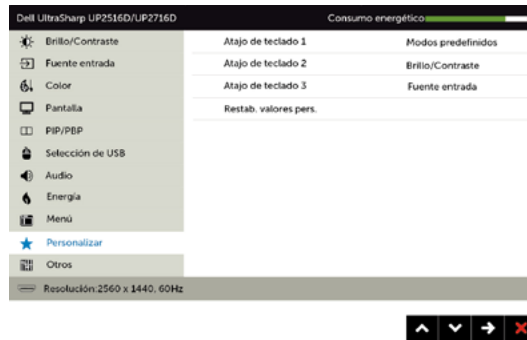 Dell UltraSharp UP2516D/UP2716D Consumo energético
Brillo/Contraste
Fuente entrada
Color
Pantalla
PIP/PBP
Selección de USB
Audio
Energía
Menú
Personalizar
Otros
Atajo de teclado 1 Modos predefinidos
Atajo de teclado 2 Brillo/Contraste
Atajo de teclado 3 Fuente entrada
Restab. valores pers.
Resolución:2560 x 1440, 60Hz